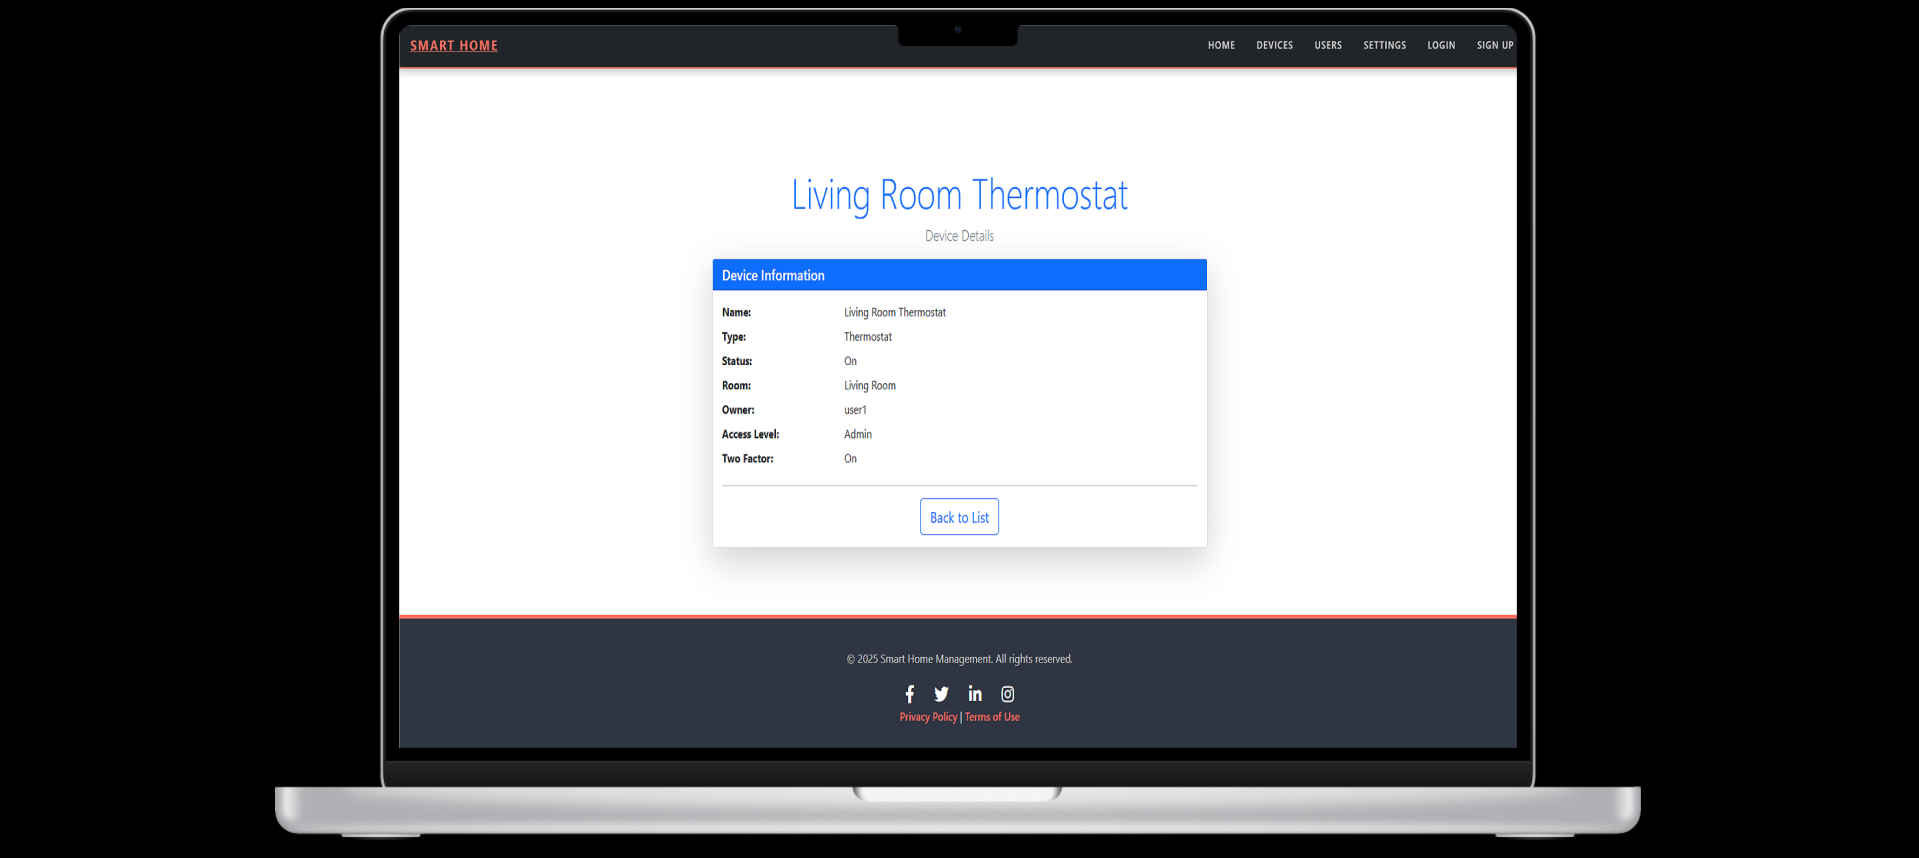 SMART HOME
HOME DEVICES USERS SETTINGS LOGIN SIGN UP
Living Room Thermostat
Device Details
Device Information
Name: Living Room Thermostat
Type: Thermostat
Status: On
Room: Living Room
Owner: user1
Access Level: Admin
Two Factor: On
Back to List
© 2025 Smart Home Management. All rights reserved.
Privacy Policy | Terms of Use